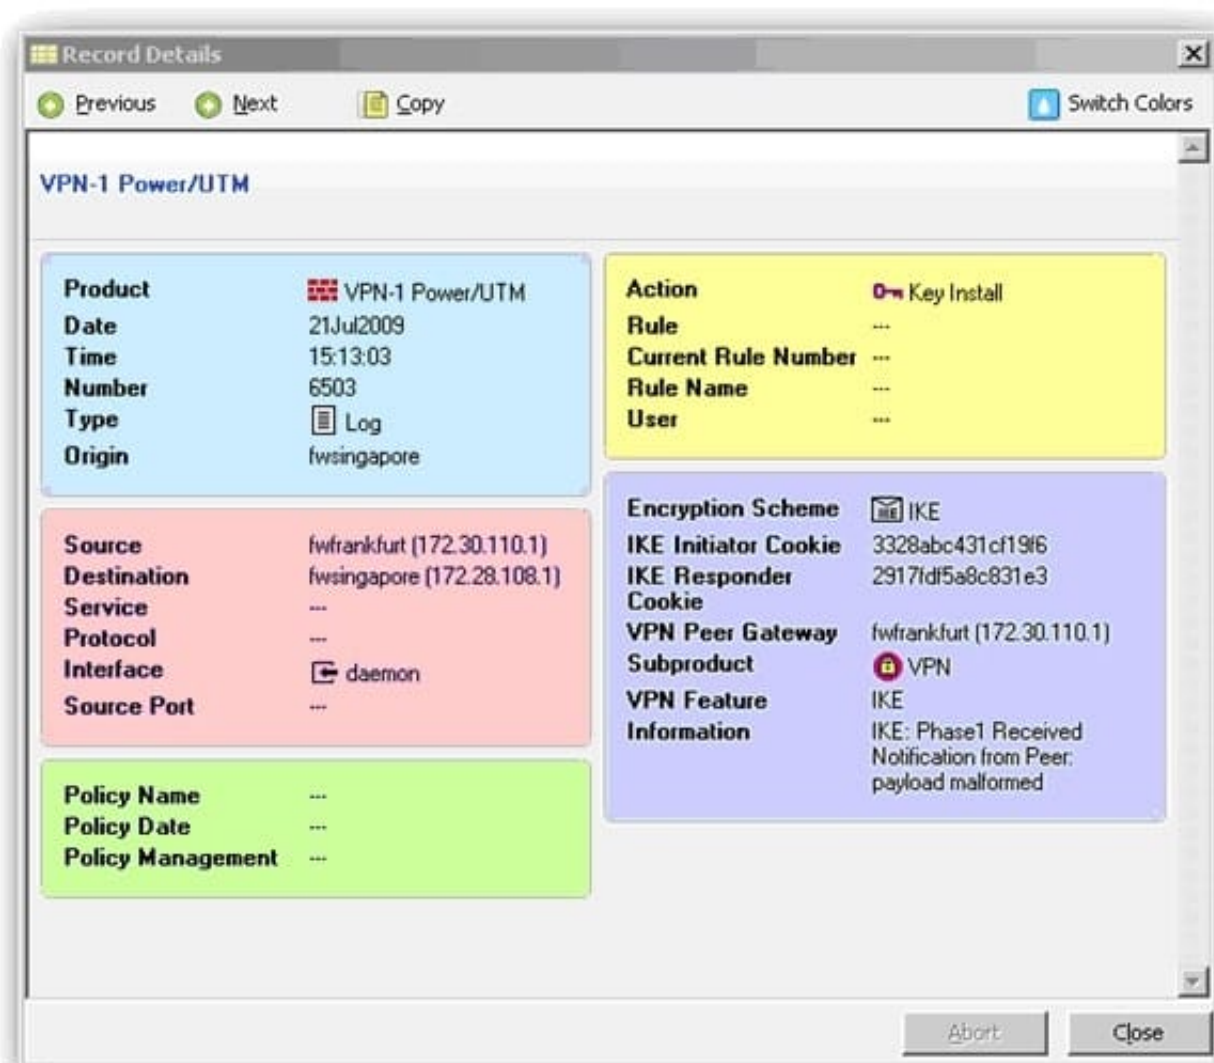 Record Details
Previous Next Copy Switch Colors
VPN-1 Power/UTM
Product VPN-1 Power/UTM
Date 21Jul2009
Time 15:13:03
Number 6503
Type Log
Origin fwsingapore
Source fwfrankfurt (172.30.110.1)
Destination fwsingapore (172.28.108.1)
Service ---
Protocol ---
Interface daemon
Source Port ---
Policy Name ---
Policy Date ---
Policy Management ---
Action Key Install
Rule ---
Current Rule Number ---
Rule Name ---
User ---
Encryption Scheme IKE
IKE Initiator Cookie 3328abc431cf19f6
IKE Responder 2917fdf5a8c831e3
Cookie
VPN Peer Gateway fwfrankfurt (172.30.110.1)
Subproduct VPN
VPN Feature IKE
Information IKE: Phase1 Received
Notification from Peer:
payload malformed
Abort Close